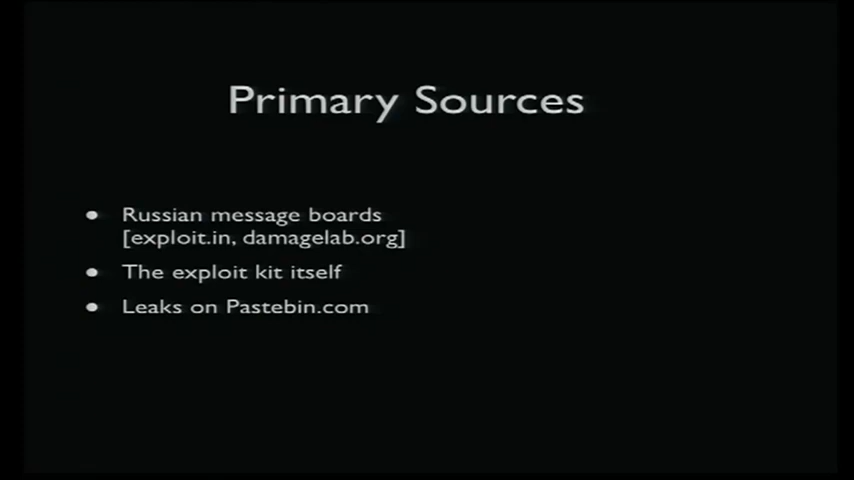 Primary Sources
● Russian message boards
[exploit.in, damagelab.org]
● The exploit kit itself
● Leaks on Pastebin.com